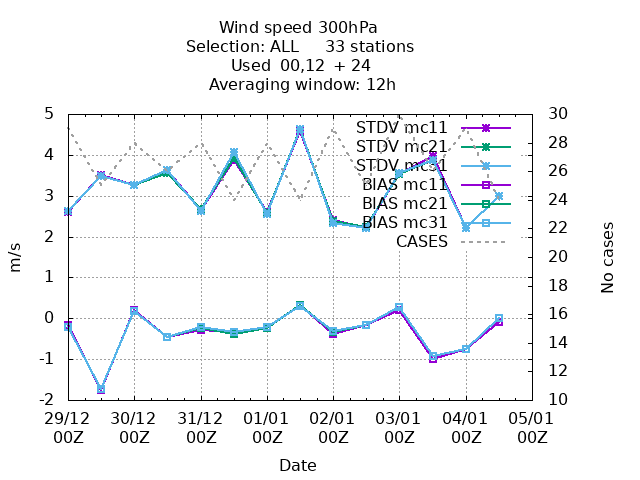 Wind speed 300hPa
Selection: ALL 33 stations
Used 00,12 + 24
Averaging window: 12h
5
4
3
2
1
0
-1
-2
m/s
30
28
26
24
22
20
18
16
14
12
10
No cases
STDV mc11
STDV mc21
STDV mc31
BIAS mc11
BIAS mc21
BIAS mc31
CASES
29/12 30/12 31/12 01/01 02/01 03/01 04/01 05/01
00Z 00Z 00Z 00Z 00Z 00Z 00Z 00Z
Date